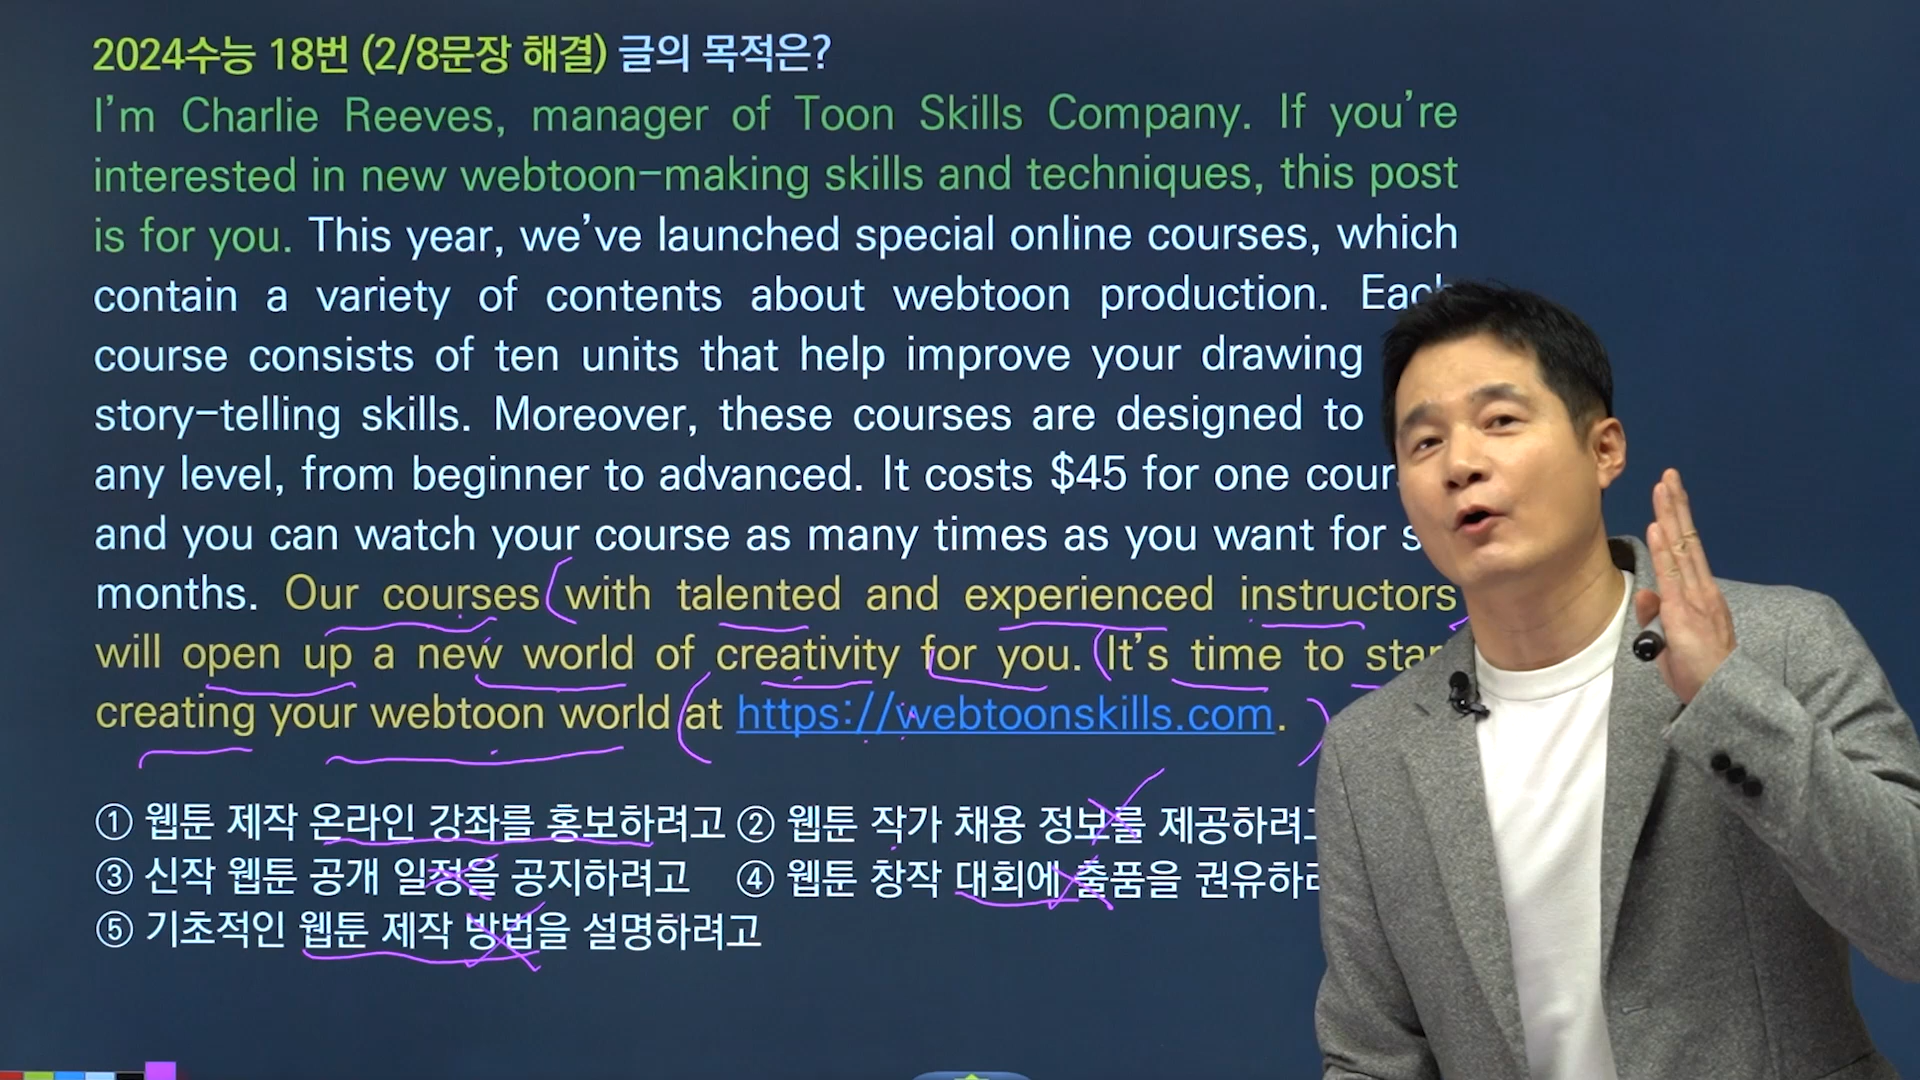 2024수능 18번 (2/8문장 해결) 글의 목적은?
I'm Charlie Reeves, manager of Toon Skills Company. If you're
interested in new webtoon-making skills and techniques, this post
is for you. This year, we've launched special online courses, which
contain a variety of contents about webtoon production. Each
course consists of ten units that help improve your drawing
story-telling skills. Moreover, these courses are designed to
any level, from beginner to advanced. It costs $45 for one
and you can watch your course as many times as you want for
months. Our courses with talented and experienced instructors
will open up a new world of creativity for you. It's time to
creating your webtoon world at https://webtoonskills.com.
① 웹툰 제작 온라인 강좌를 홍보하려고 ② 웹툰 작가 채용 정보를 제공하려고
③ 신작 웹툰 공개 일정을 공지하려고 ④ 웹툰 창작 대회에 출품을
⑤ 기초적인 웹툰 제작 방법을 설명하려고